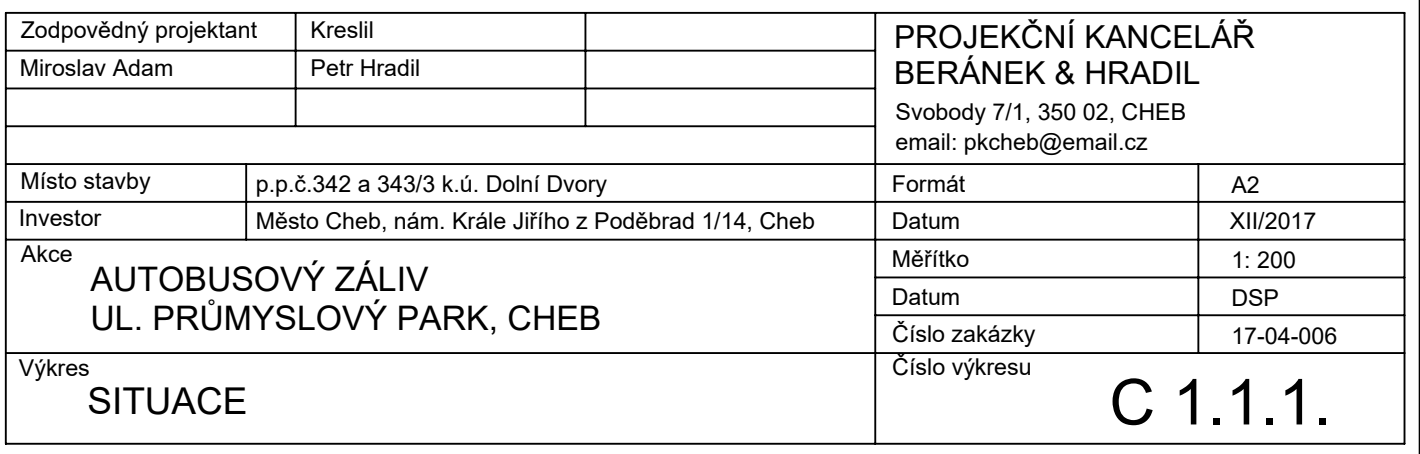 Zodpovědný projektant Kreslil
Miroslav Adam Petr Hradil
PROJEKČNÍ KANCELÁŘ
BERÁNEK & HRADIL
Svobody 7/1, 350 02, CHEB
email: pkcheb@email.cz
Místo stavby p.p.č.342 a 343/3 k.ú. Dolní Dvory
Investor Město Cheb, nám. Krále Jiřího z Poděbrad 1/14, Cheb
Formát A2
Datum XII/2017
Akce
AUTOBUSOVÝ ZÁLIV
UL. PRŮMYSLOVÝ PARK, CHEB
Měřítko 1: 200
Datum DSP
Číslo zakázky 17-04-006
Výkres
SITUACE
Číslo výkresu
C 1.1.1.